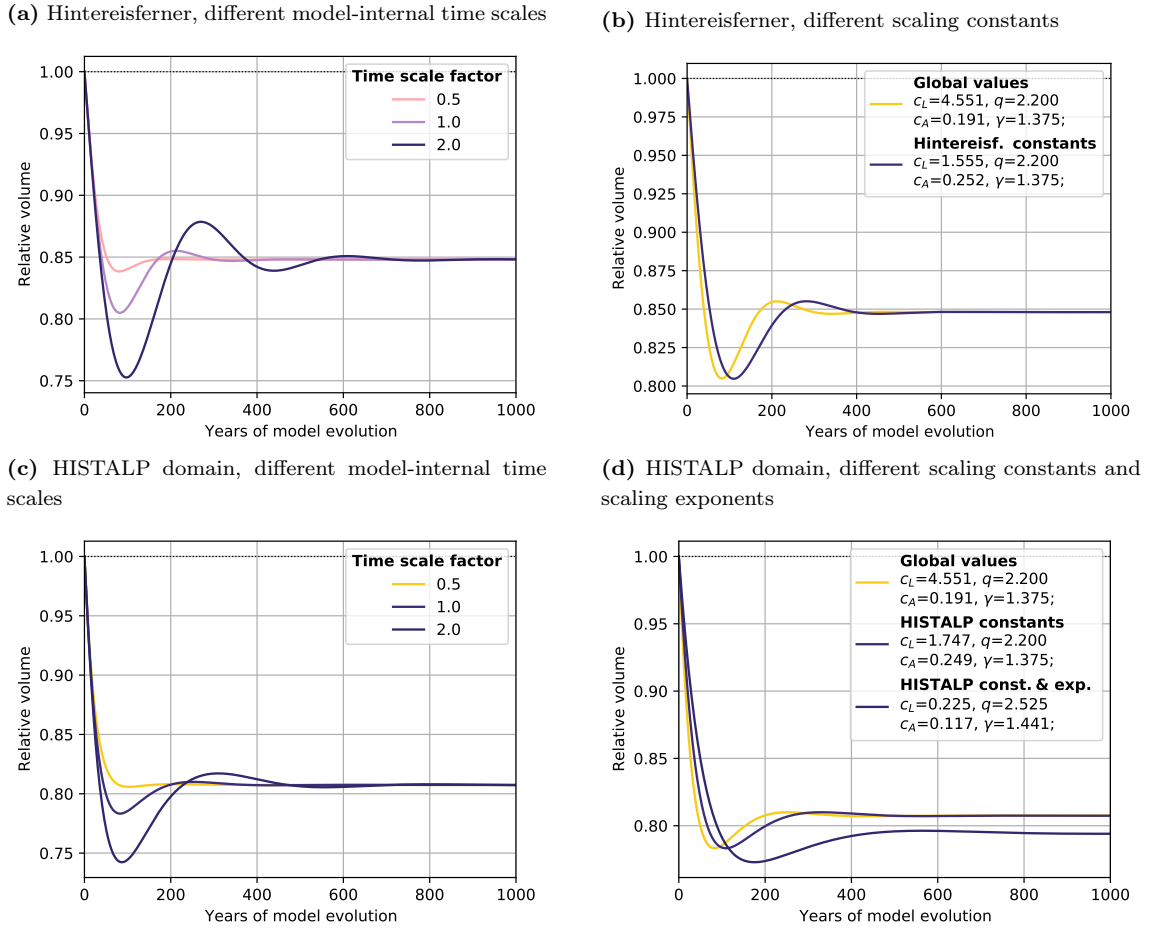 (a) Hintereisferner, different model-internal time scales
1.00
0.95
0.90
0.85
0.80
0.75
Relative volume
Time scale factor
0.5
1.0
2.0
0
200
400
600
800
1000
Years of model evolution
(b) Hintereisferner, different scaling constants
1.000
0.975
0.950
0.925
0.900
0.875
0.850
0.825
0.800
Relative volume
Global values
c_L=4.551, q=2.200
c_A=0.191, γ=1.375;
Hintereisf. constants
c_L=1.555, q=2.200
c_A=0.252, γ=1.375;
0
200
400
600
800
1000
Years of model evolution
(c) HISTALP domain, different model-internal time
scales
1.00
0.95
0.90
0.85
0.80
0.75
Relative volume
Time scale factor
0.5
1.0
2.0
0
200
400
600
800
1000
Years of model evolution
(d) HISTALP domain, different scaling constants and
scaling exponents
1.00
0.95
0.90
0.85
0.80
Relative volume
Global values
c_L=4.551, q=2.200
c_A=0.191, γ=1.375;
HISTALP constants
c_L=1.747, q=2.200
c_A=0.249, γ=1.375;
HISTALP const. & exp.
c_L=0.225, q=2.525
c_A=0.117, γ=1.441;
0
200
400
600
800
1000
Years of model evolution